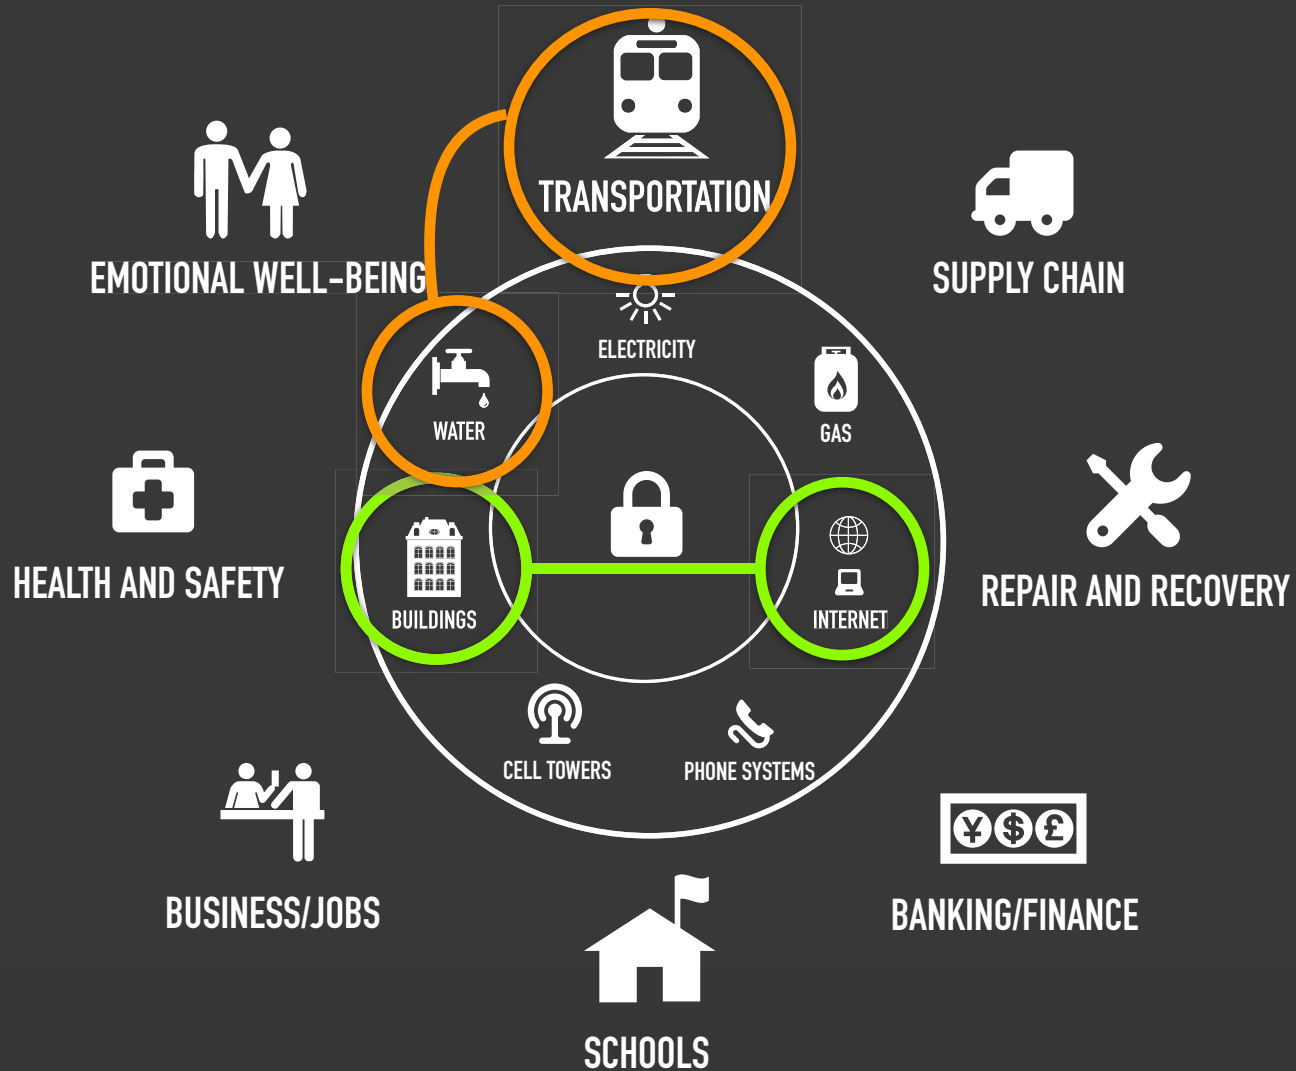 TRANSPORTATION
EMOTIONAL WELL-BEING
SUPPLY CHAIN
ELECTRICITY
WATER
GAS
HEALTH AND SAFETY
REPAIR AND RECOVERY
BUILDINGS
INTERNET
CELL TOWERS
PHONE SYSTEMS
¥ $ £
BUSINESS/JOBS
BANKING/FINANCE
SCHOOLS